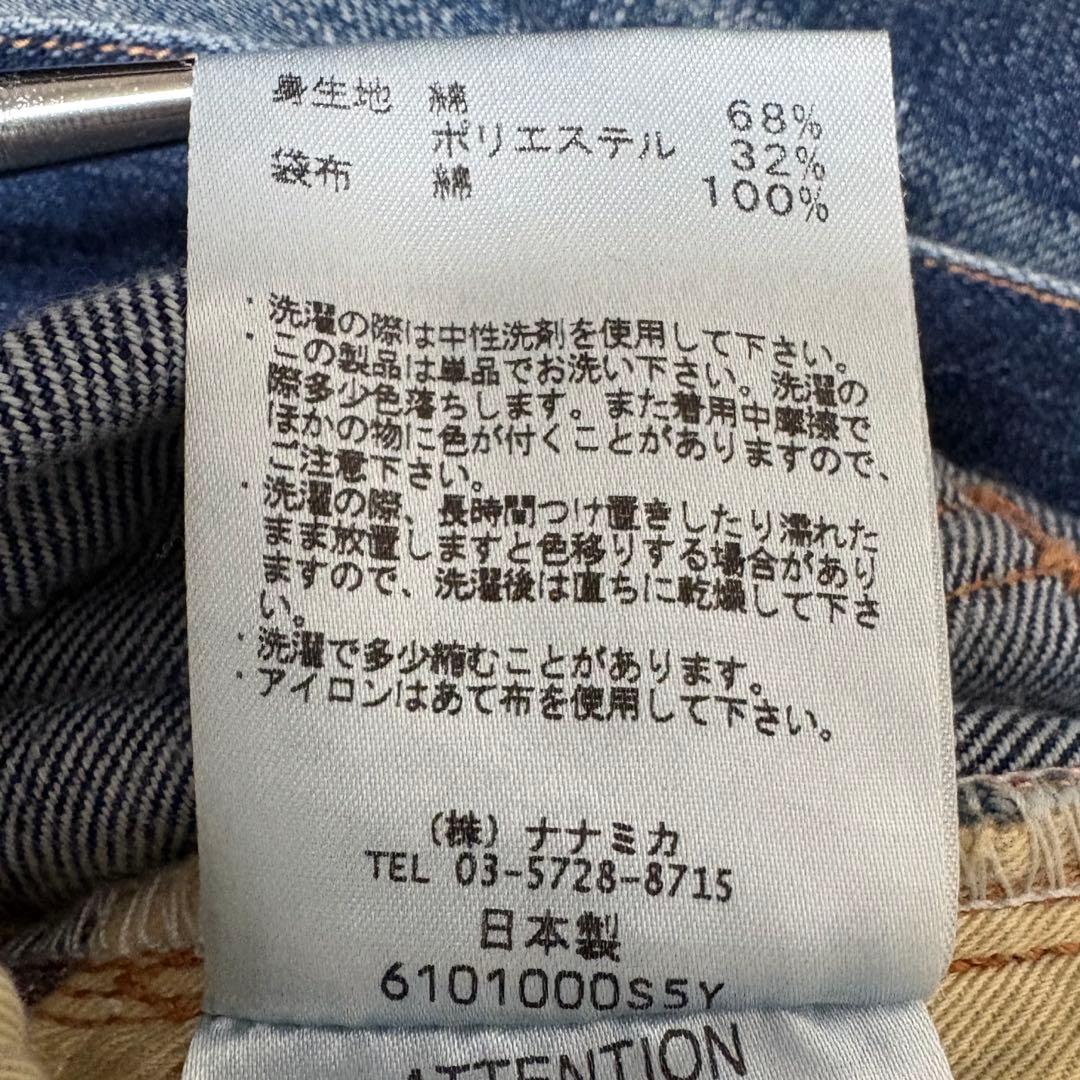 身生地 綿 68%
ポリエステル 32%
袋布 綿 100%
・洗濯の際は中性洗剤を使用して下さい。
・この製品は単品でお洗い下さい。洗濯の
際多少色落ちします。また着用中摩擦で
ほかの物に色が付くことがありますので、
ご注意下さい。
・洗濯の際、長時間つけ置きしたり濡れた
まま放置しますと色移りする場合があり
ますので、洗濯後は直ちに乾燥して下さ
い。
・洗濯で多少縮むことがあります。
・アイロンはあて布を使用して下さい。
(株) ナナミカ
TEL 03-5728-8715
日本製
6101000S5Y
ATTENTION